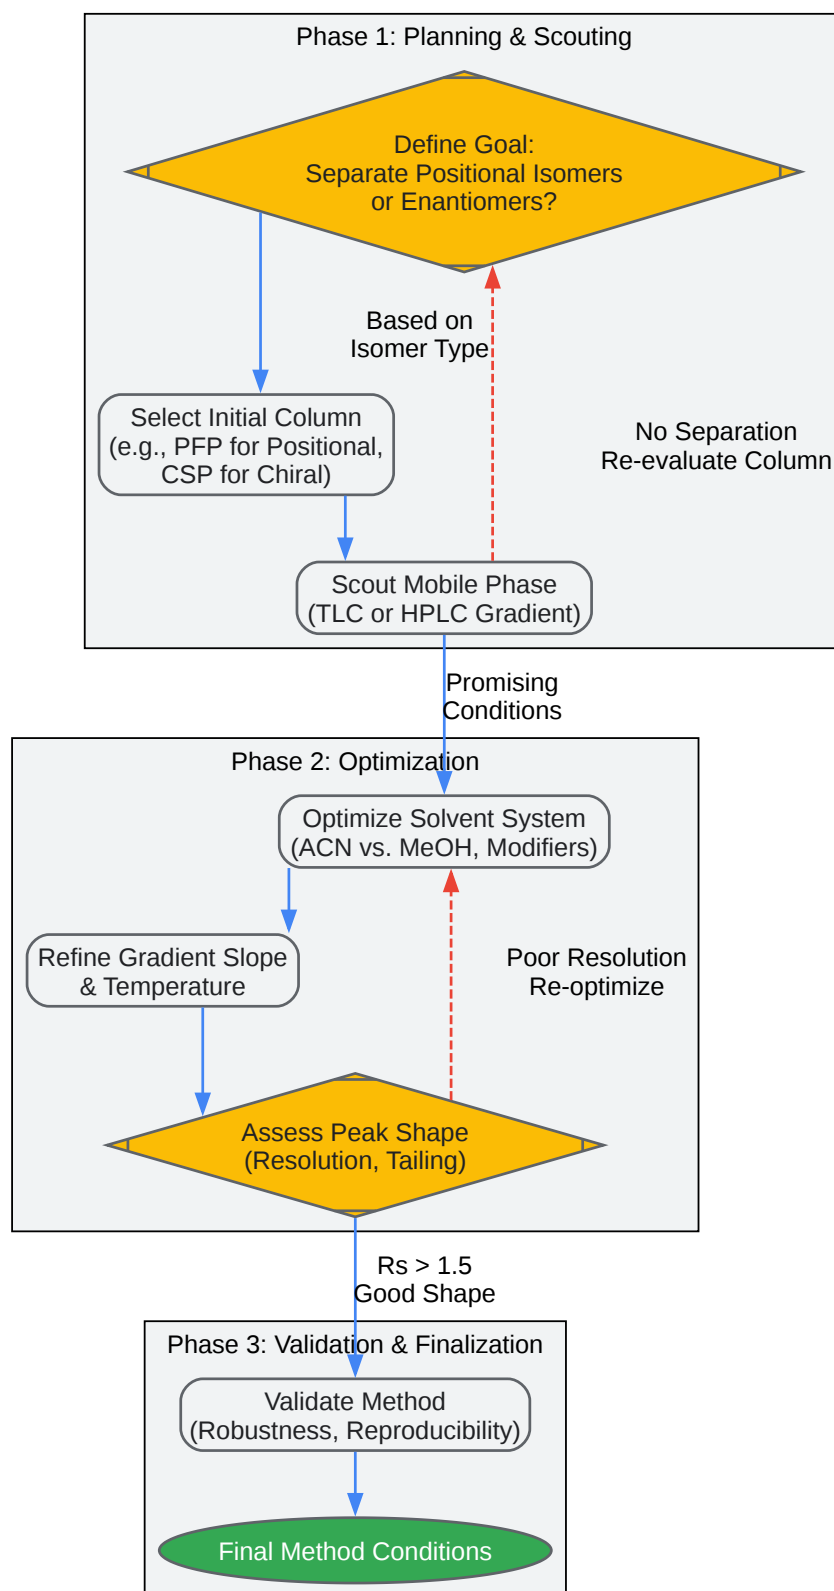 Phase 1: Planning & Scouting
Define Goal:
Separate Positional Isomers
or Enantiomers?
Based on
Isomer Type
Select Initial Column
(e.g., PFP for Positional,
CSP for Chiral)
No Separation
Re-evaluate Column
Scout Mobile Phase
(TLC or HPLC Gradient)
Promising
Conditions
Phase 2: Optimization
Optimize Solvent System
(ACN vs. MeOH, Modifiers)
Refine Gradient Slope
& Temperature
Poor Resolution
Re-optimize
Assess Peak Shape
(Resolution, Tailing)
Rs > 1.5
Good Shape
Phase 3: Validation & Finalization
Validate Method
(Robustness, Reproducibility)
Final Method Conditions